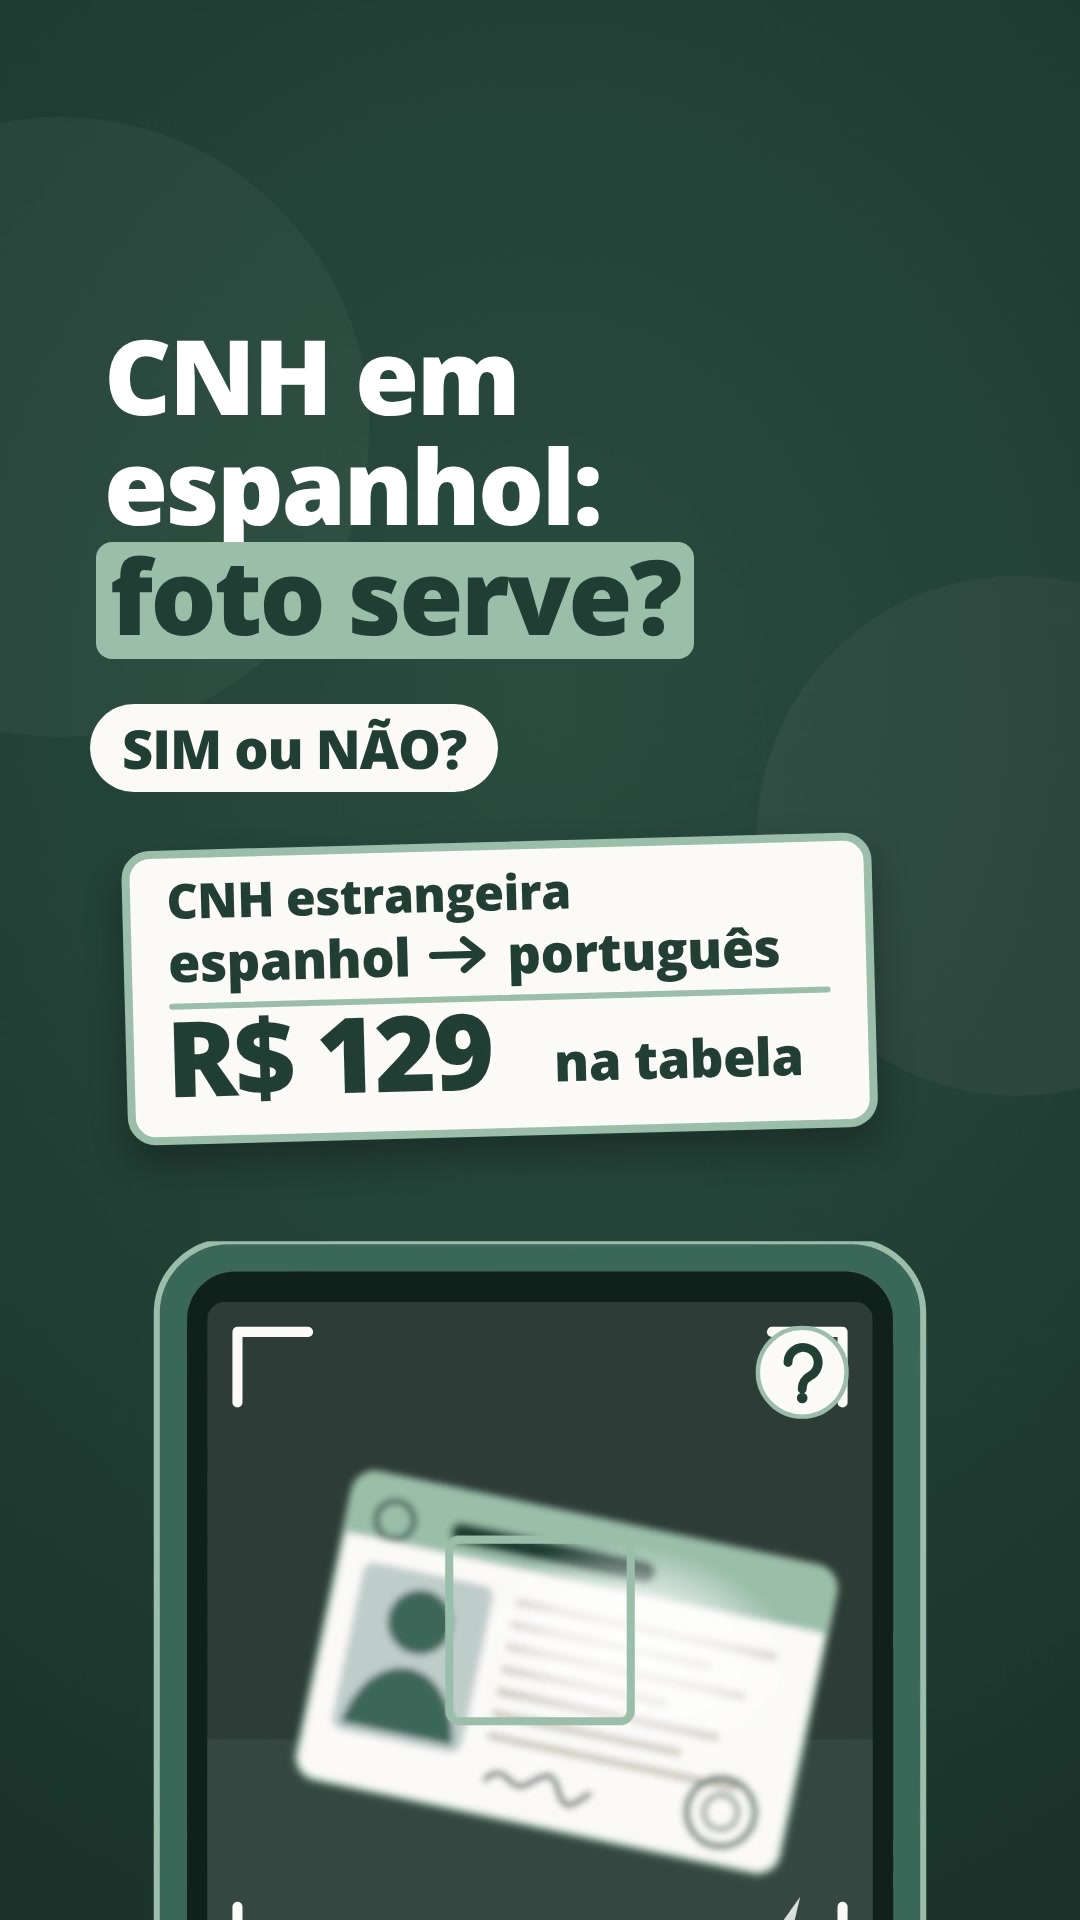 CNH em
espanhol:
foto serve?
SIM ou NÃO?
CNH estrangeira
espanhol → português
R$ 129 na tabela
?